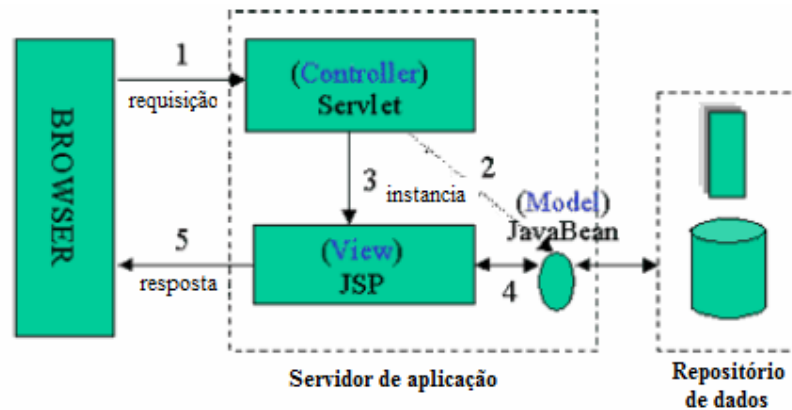 BROWSER
1
requisição
(Controller)
Servlet
2
3
instancia
(Model)
JavaBean
(View)
JSP
4
5
resposta
Servidor de aplicação
Repositório
de dados